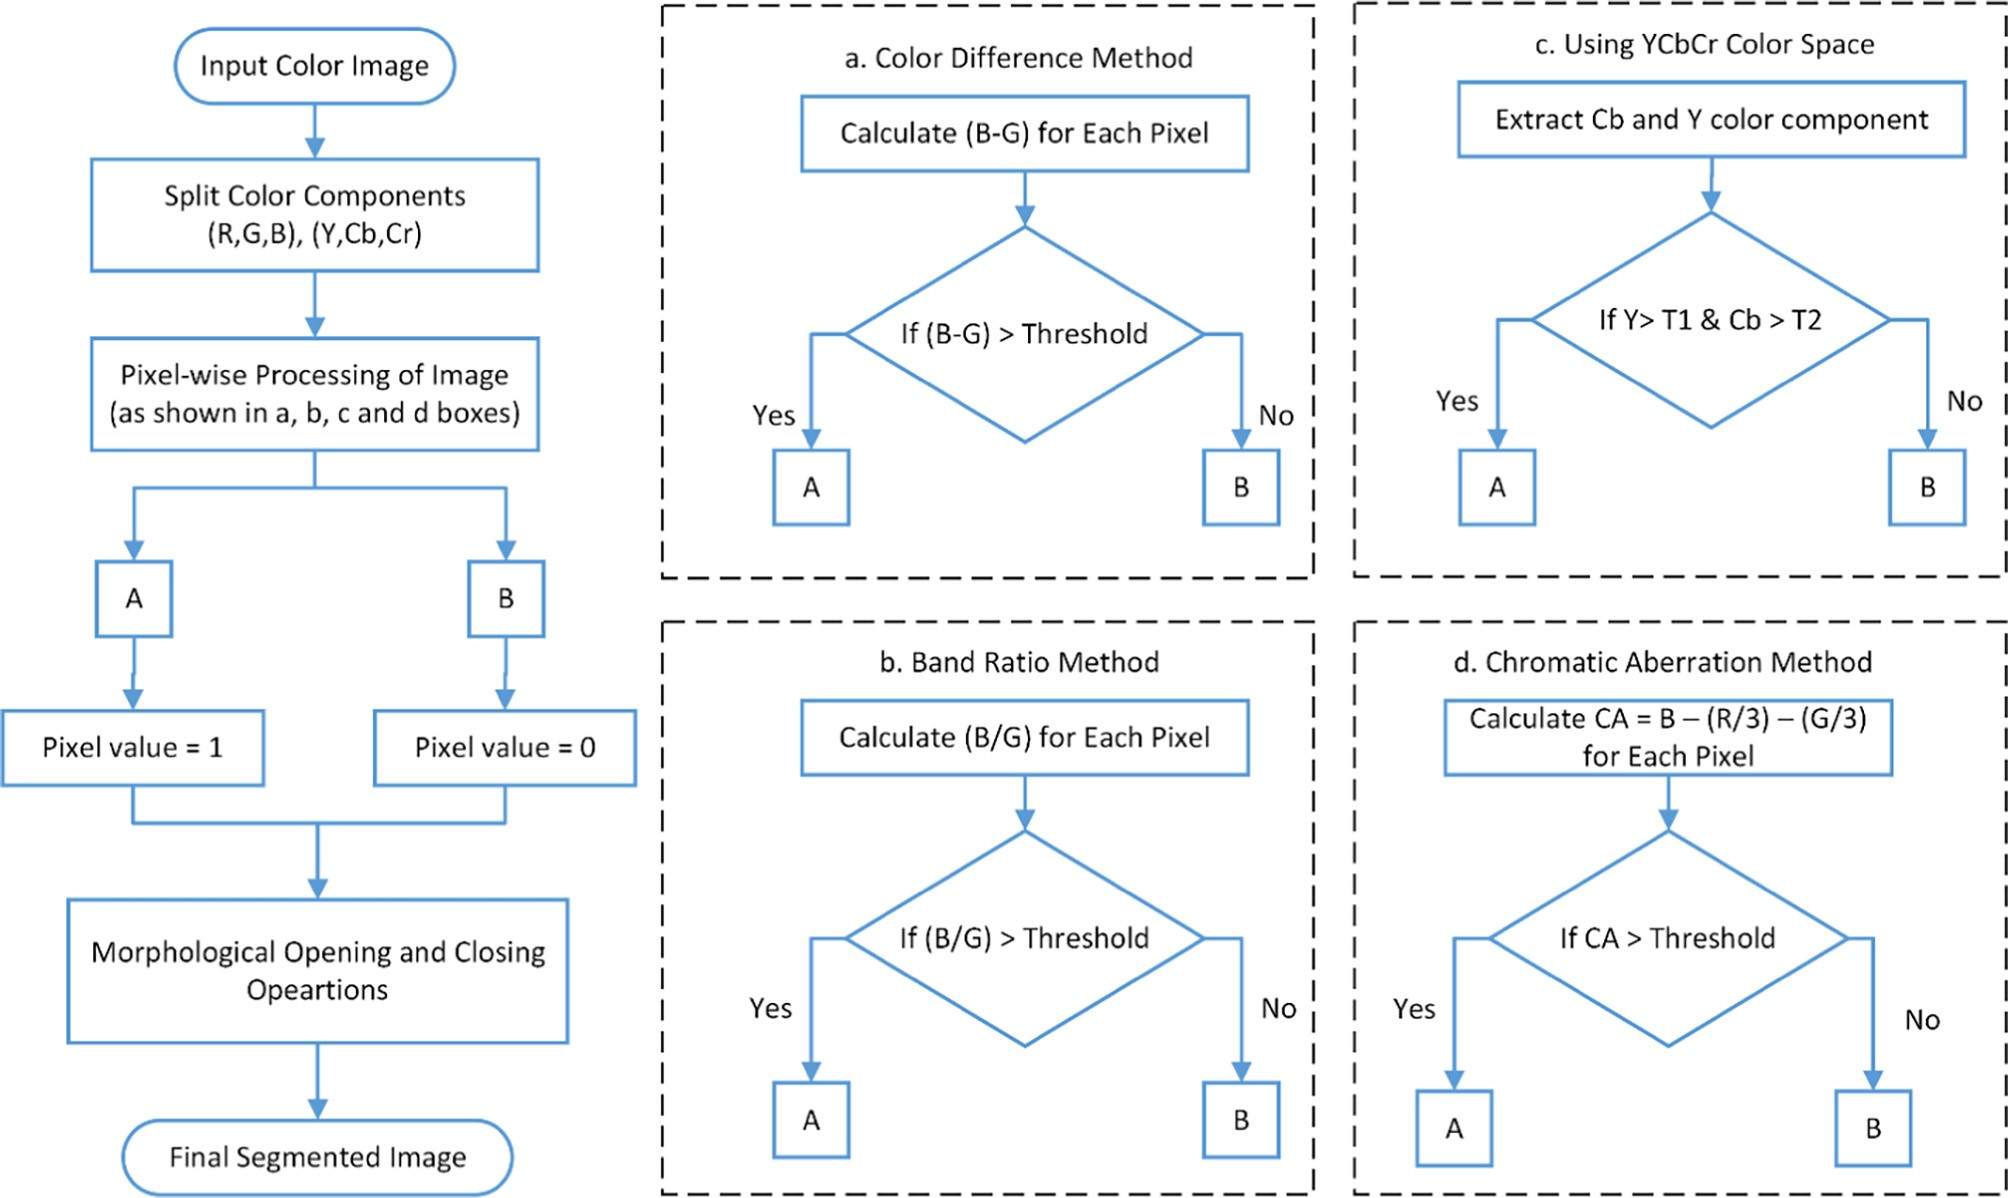 Input Color Image
Split Color Components
(R,G,B), (Y,Cb,Cr)
Pixel-wise Processing of Image
(as shown in a, b, c and d boxes)
A
B
Pixel value = 1
Pixel value = 0
Morphological Opening and Closing
Opeartions
Final Segmented Image
a. Color Difference Method
Calculate (B-G) for Each Pixel
If (B-G) > Threshold
Yes
No
A
B
b. Band Ratio Method
Calculate (B/G) for Each Pixel
If (B/G) > Threshold
Yes
No
A
B
c. Using YCbCr Color Space
Extract Cb and Y color component
If Y> T1 & Cb > T2
Yes
No
A
B
d. Chromatic Aberration Method
Calculate CA = B – (R/3) – (G/3)
for Each Pixel
If CA > Threshold
Yes
No
A
B